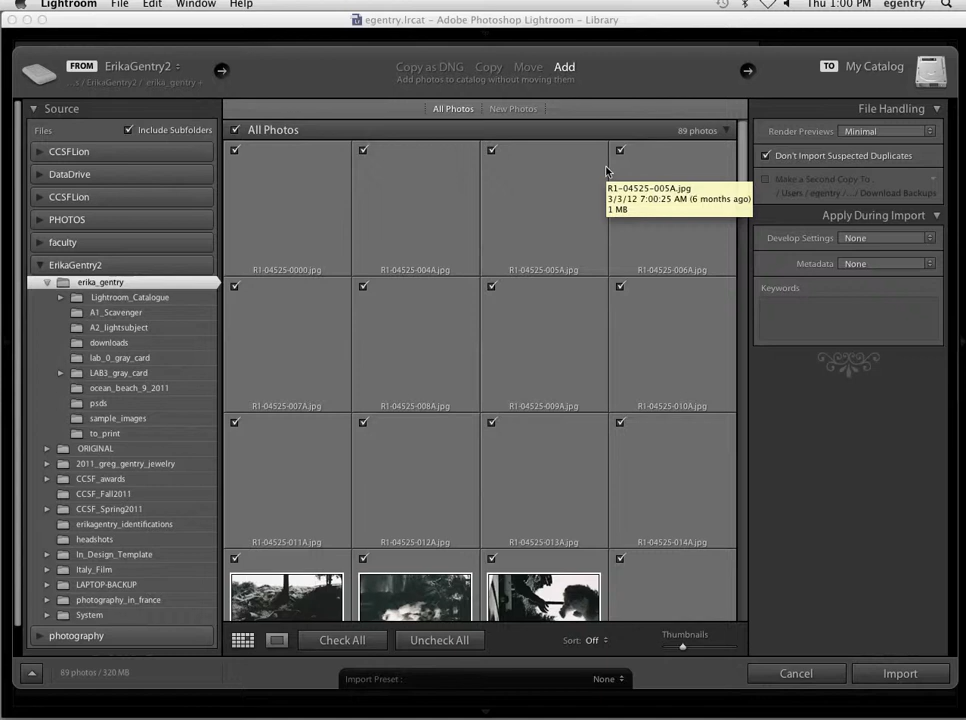 Lightroom File Edit Window Help Thu 1:00 PM egentry
egentry.lrcat - Adobe Photoshop Lightroom - Library
FROM ErikaGentry2 Copy as DNG Copy Move Add TO My Catalog
...s / ErikaGentry2 / erika_gentry + Add photos to catalog without moving them
Source All Photos New Photos File Handling
Files Include Subfolders All Photos 89 photos Render Previews Minimal
CCSFLion
DataDrive
CCSFLion
PHOTOS
faculty
ErikaGentry2
erika_gentry
Lightroom_Catalogue
A1_Scavenger
A2_lightsubject
downloads
lab_0_gray_card
LAB3_gray_card
ocean_beach_9_2011
psds
sample_images
to_print
ORIGINAL
2011_greg_gentry_jewelry
CCSF_awards
CCSF_Fall2011
CCSF_Spring2011
erikagentry_identifications
headshots
In_Design_Template
Italy_Film
LAPTOP-BACKUP
photography_in_france
System
photography
R1-04525-005A.jpg
3/3/12 7:00:25 AM (6 months ago)
1 MB
R1-04525-0000.jpg R1-04525-004A.jpg R1-04525-005A.jpg R1-04525-006A.jpg
R1-04525-007A.jpg R1-04525-008A.jpg R1-04525-009A.jpg R1-04525-010A.jpg
R1-04525-011A.jpg R1-04525-012A.jpg R1-04525-013A.jpg R1-04525-014A.jpg
Don't Import Suspected Duplicates
Make a Second Copy To...
/ Users / egentry /.../ Download Backups
Apply During Import
Develop Settings None
Metadata None
Keywords
Check All Uncheck All Sort: Off Thumbnails
89 photos / 320 MB Import Preset : None Cancel Import